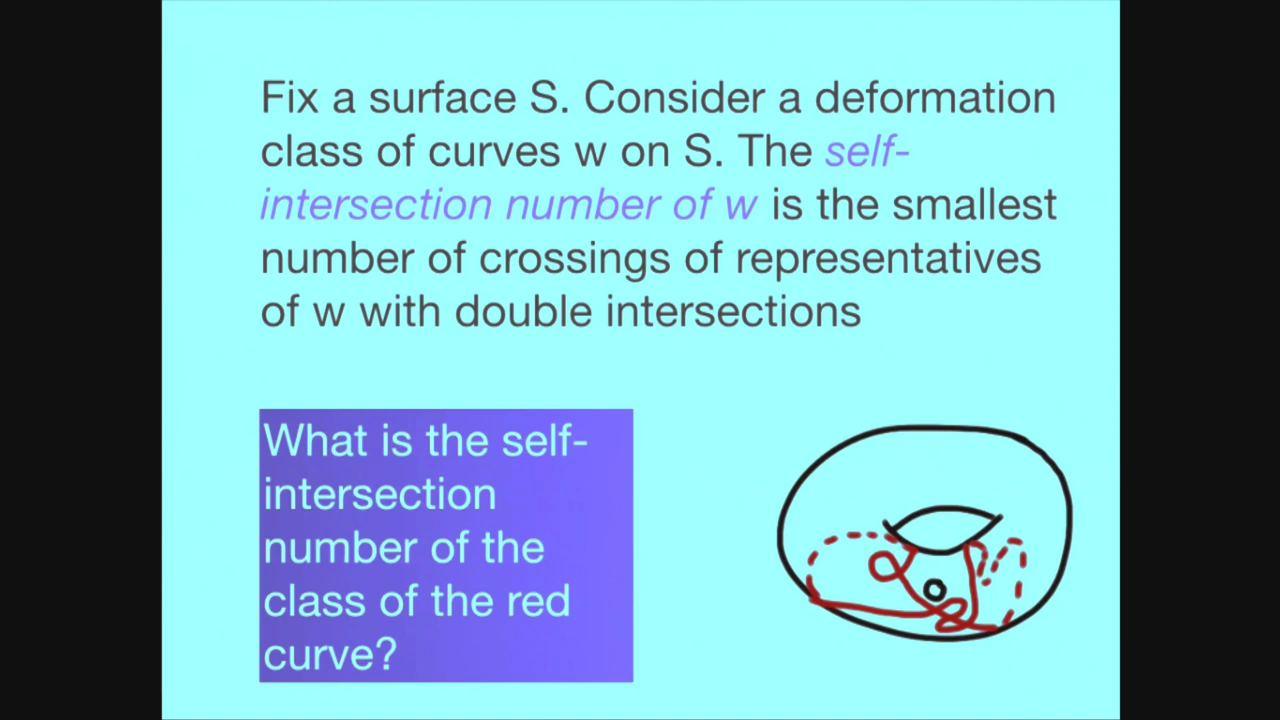 Fix a surface S. Consider a deformation
class of curves w on S. The self-
intersection number of w is the smallest
number of crossings of representatives
of w with double intersections
What is the self-
intersection
number of the
class of the red
curve?